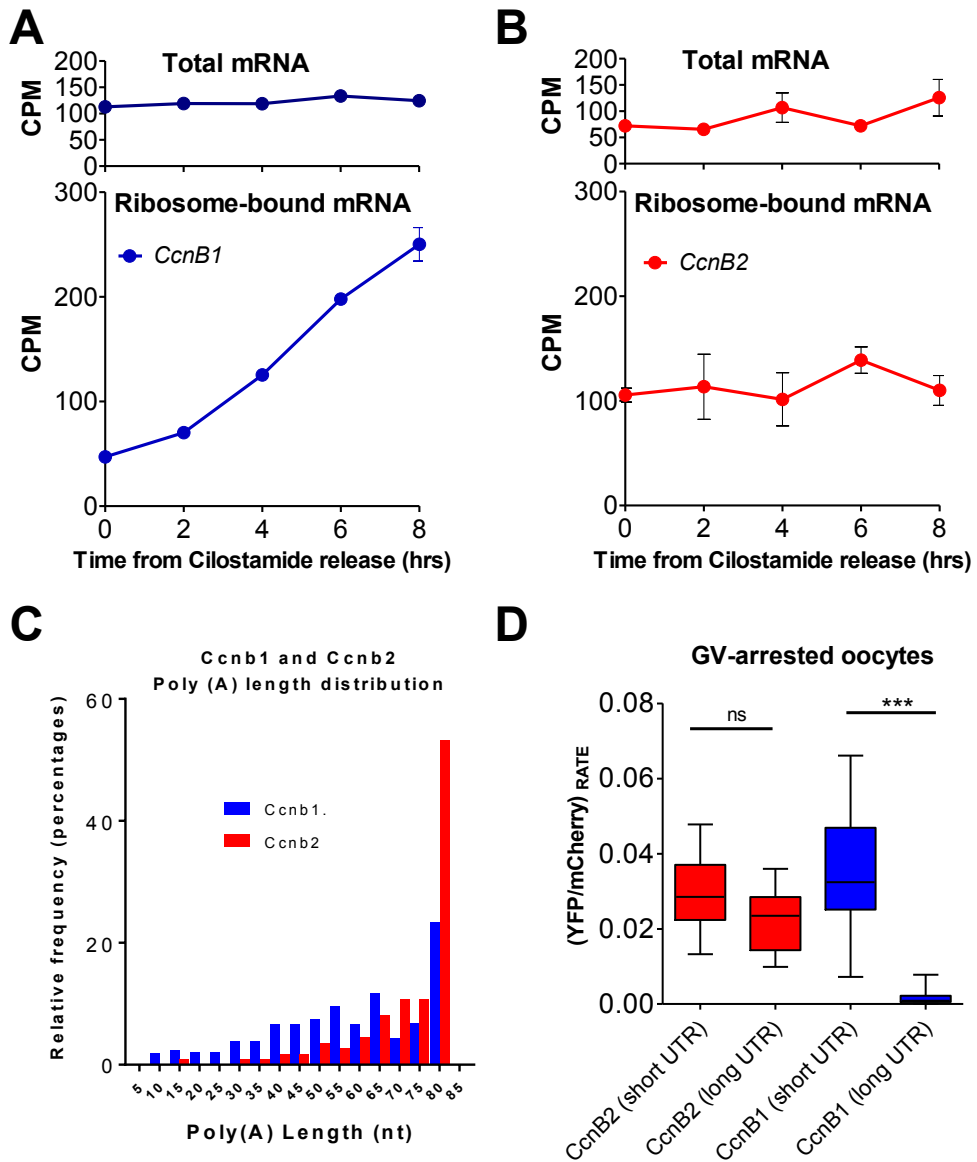 A
Total mRNA
CPM
200
150
100
50
0
Ribosome-bound mRNA
CcnB1
CPM
300
200
100
0
0 2 4 6 8
Time from Cilostamide release (hrs)
B
Total mRNA
CPM
200
150
100
50
0
Ribosome-bound mRNA
CcnB2
CPM
300
200
100
0
0 2 4 6 8
Time from Cilostamide release (hrs)
C
Ccnb1 and Ccnb2
Poly (A) length distribution
Relative frequency (percentages)
60
40
20
0
Ccnb1.
Ccnb2
5 10 15 20 25 30 35 40 45 50 55 60 65 70 75 80 85
Poly(A) Length (nt)
D
GV-arrested oocytes
(YFP/mCherry) RATE
0.08
0.06
0.04
0.02
0.00
ns
***
CcnB2 (short UTR)
CcnB2 (long UTR)
CcnB1 (short UTR)
CcnB1 (long UTR)